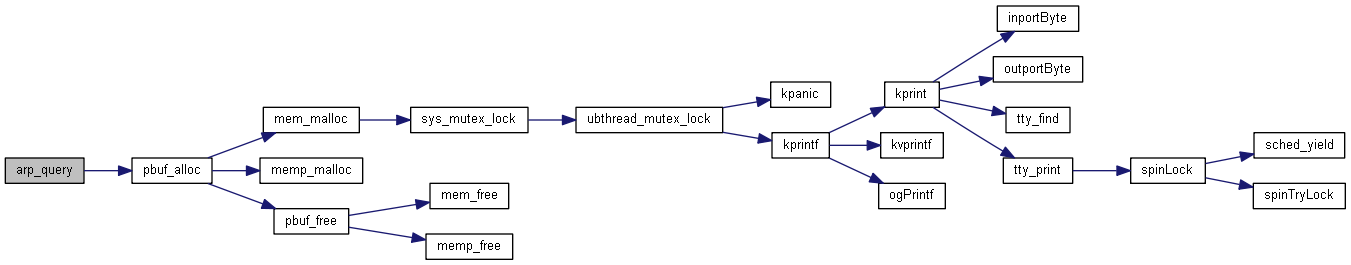 arp_query
pbuf_alloc
mem_malloc
memp_malloc
pbuf_free
sys_mutex_lock
mem_free
memp_free
ubthread_mutex_lock
kpanic
kprintf
kprint
kvprintf
ogPrintf
inportByte
outportByte
tty_find
tty_print
spinLock
sched_yield
spinTryLock